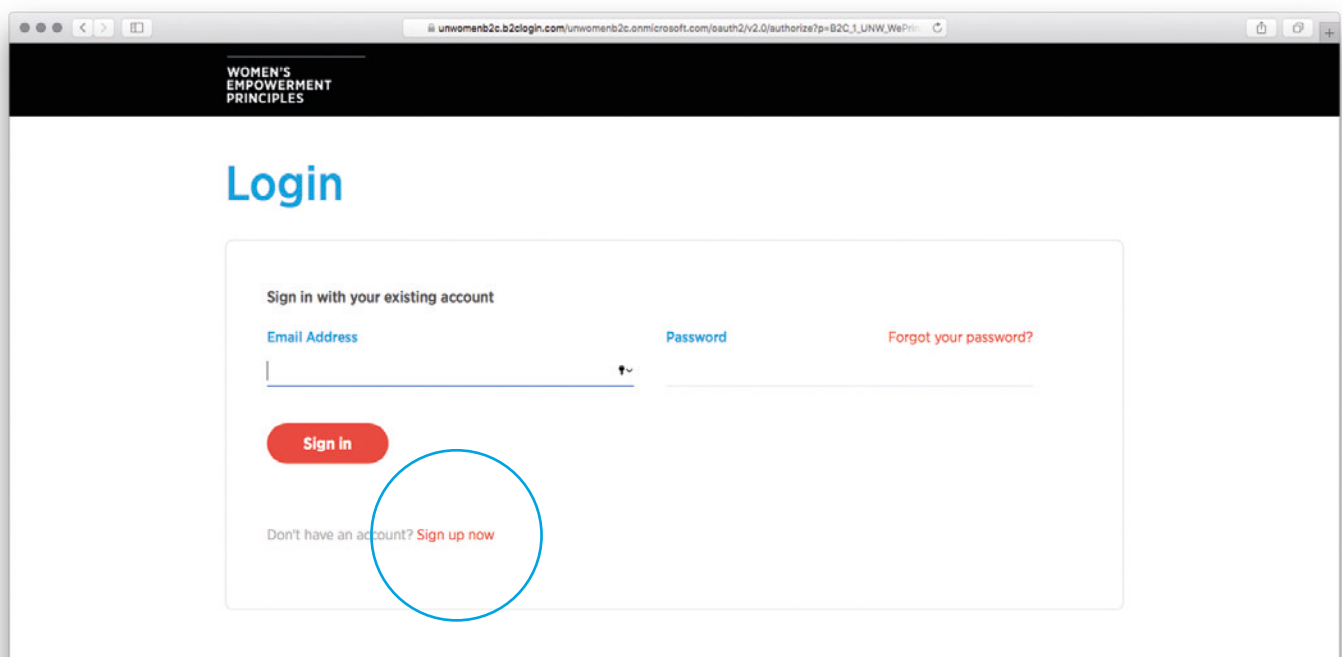 unwomenb2c.b2clogin.com/unwomenb2c.onmicrosoft.com/oauth2/v2.0/authorize?p=B2C_1_UNW_WePrin
WOMEN'S
EMPOWERMENT
PRINCIPLES
Login
Sign in with your existing account
Email Address
Password
Forgot your password?
Sign in
Don't have an account? Sign up now